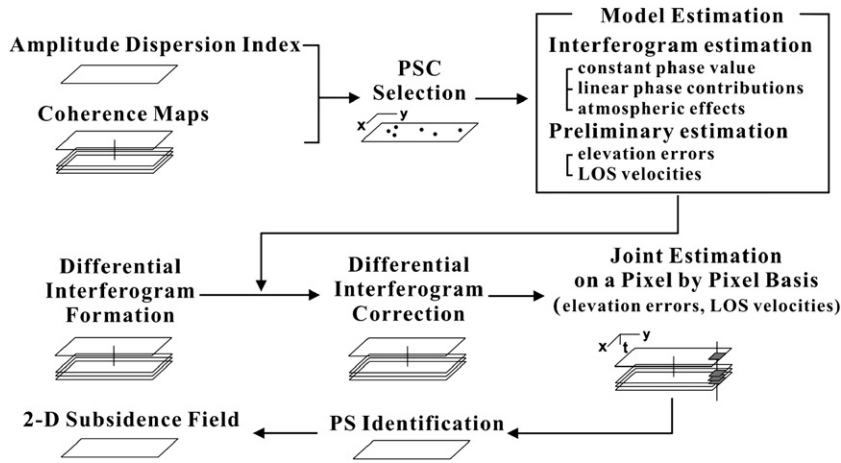 Amplitude Dispersion Index
Coherence Maps
PSC
Selection
x
y
Model Estimation
Interferogram estimation
constant phase value
linear phase contributions
atmospheric effects
Preliminary estimation
elevation errors
LOS velocities
Differential
Interferogram
Formation
Differential
Interferogram
Correction
Joint Estimation
on a Pixel by Pixel Basis
(elevation errors, LOS velocities)
x
y
t
2-D Subsidence Field
PS Identification